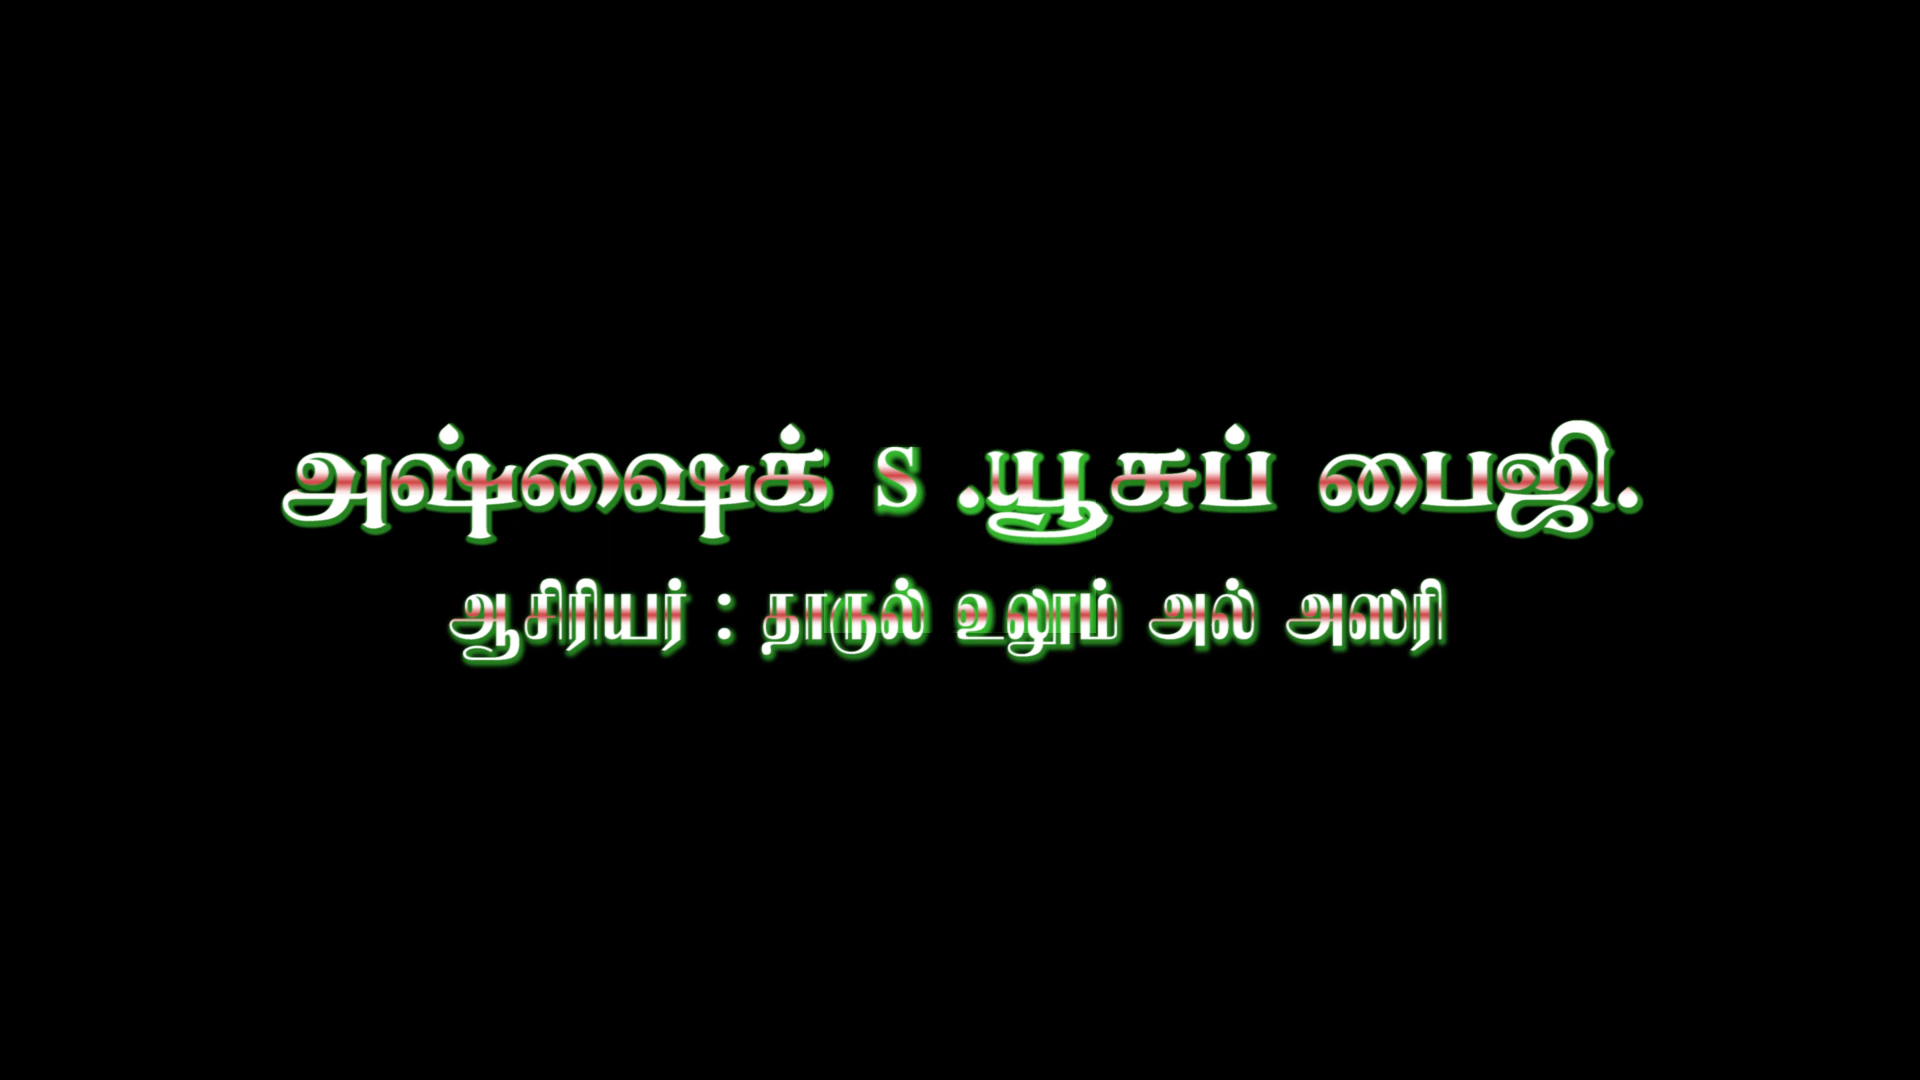 அஷ்ஷைக் S .யூசுப் பைஜி.
ஆசிரியர் : தாருல் உலூம் அல் அஸரி